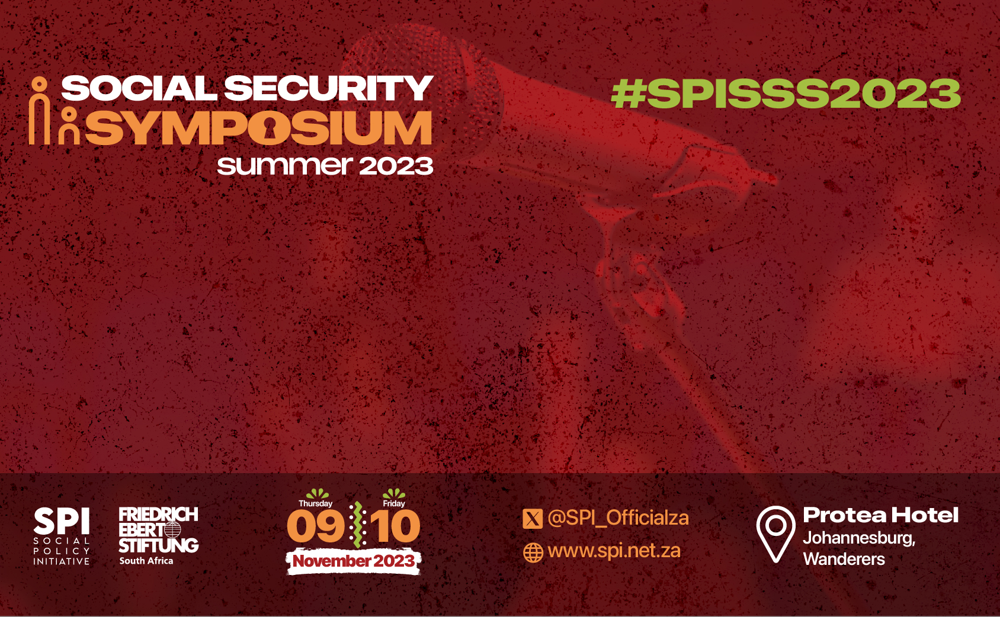 SOCIAL SECURITY
SYMPOSIUM
summer 2023
#SPISSS2023
SPI
SOCIAL
POLICY
INITIATIVE
FRIEDRICH
EBERT
STIFTUNG
South Africa
Thursday
09
Friday
10
November 2023
@SPI_Officialza
www.spi.net.za
Protea Hotel
Johannesburg,
Wanderers